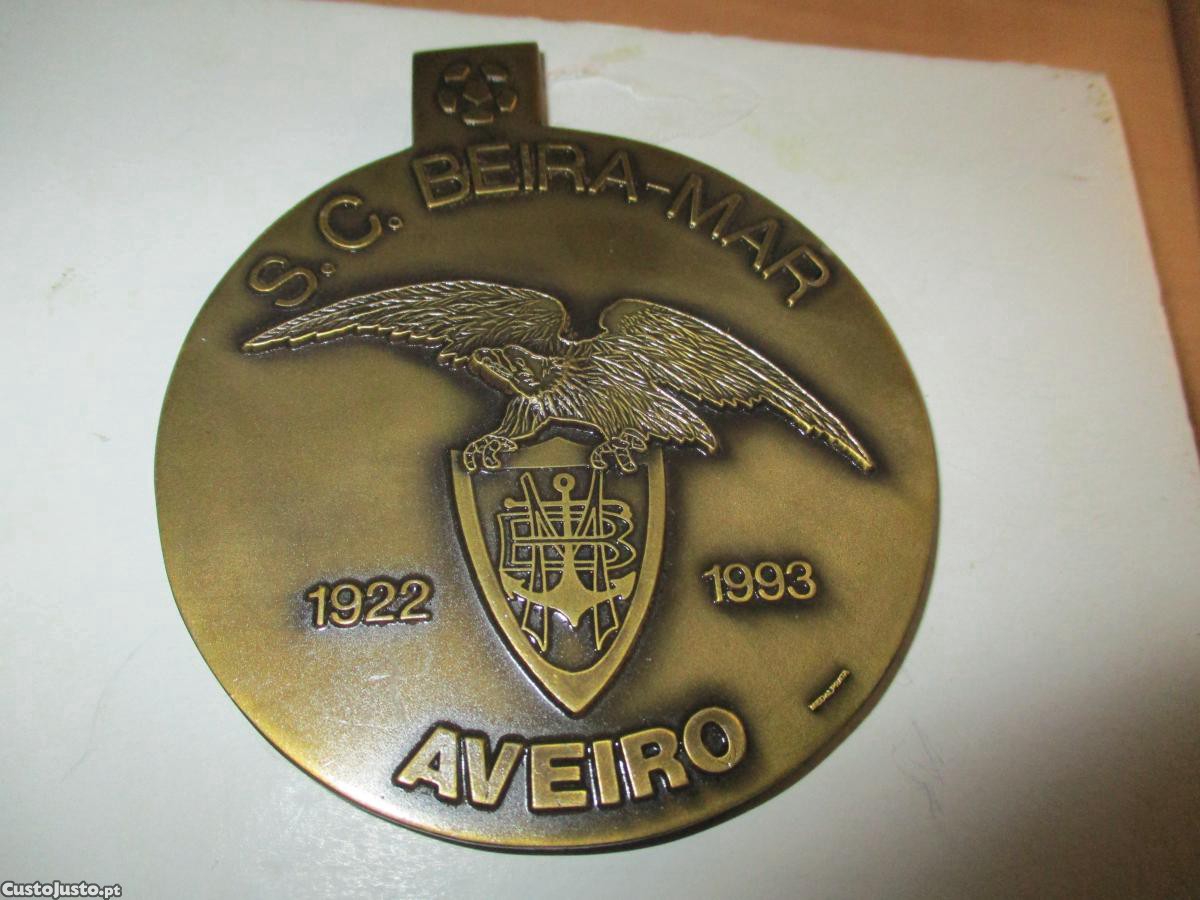 S.C. BEIRA-MAR
1922
1993
AVEIRO
CustoJusto.pt